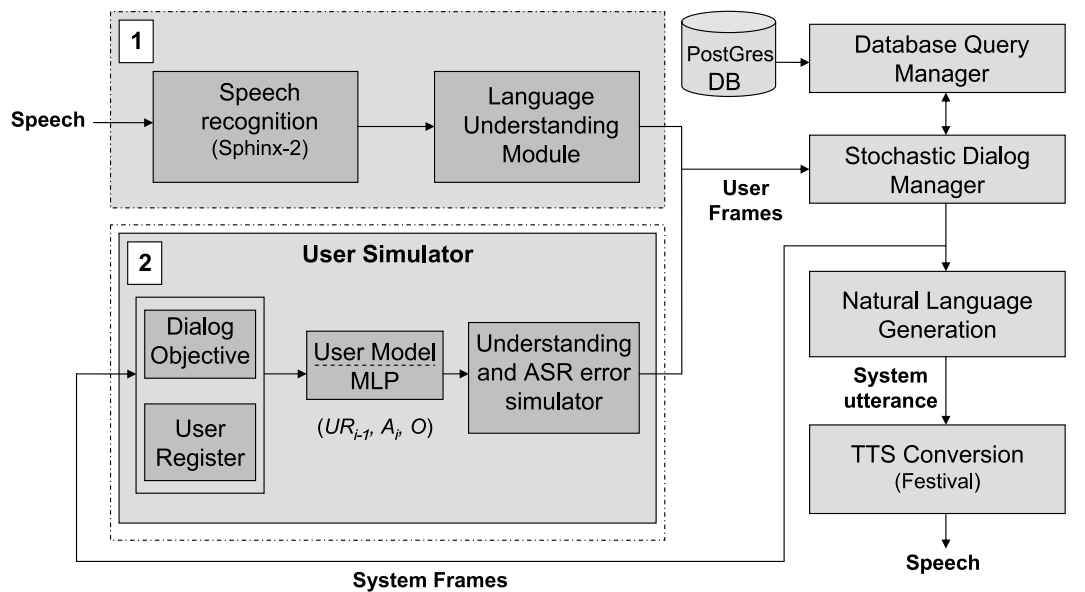 1
Speech
Speech
recognition
(Sphinx-2)
Language
Understanding
Module
PostGres
DB
Database Query
Manager
Stochastic Dialog
Manager
User
Frames
2
User Simulator
Dialog
Objective
User
Register
User Model
MLP
(URi-1, Ai, O)
Understanding
and ASR error
simulator
Natural Language
Generation
System
utterance
TTS Conversion
(Festival)
Speech
System Frames